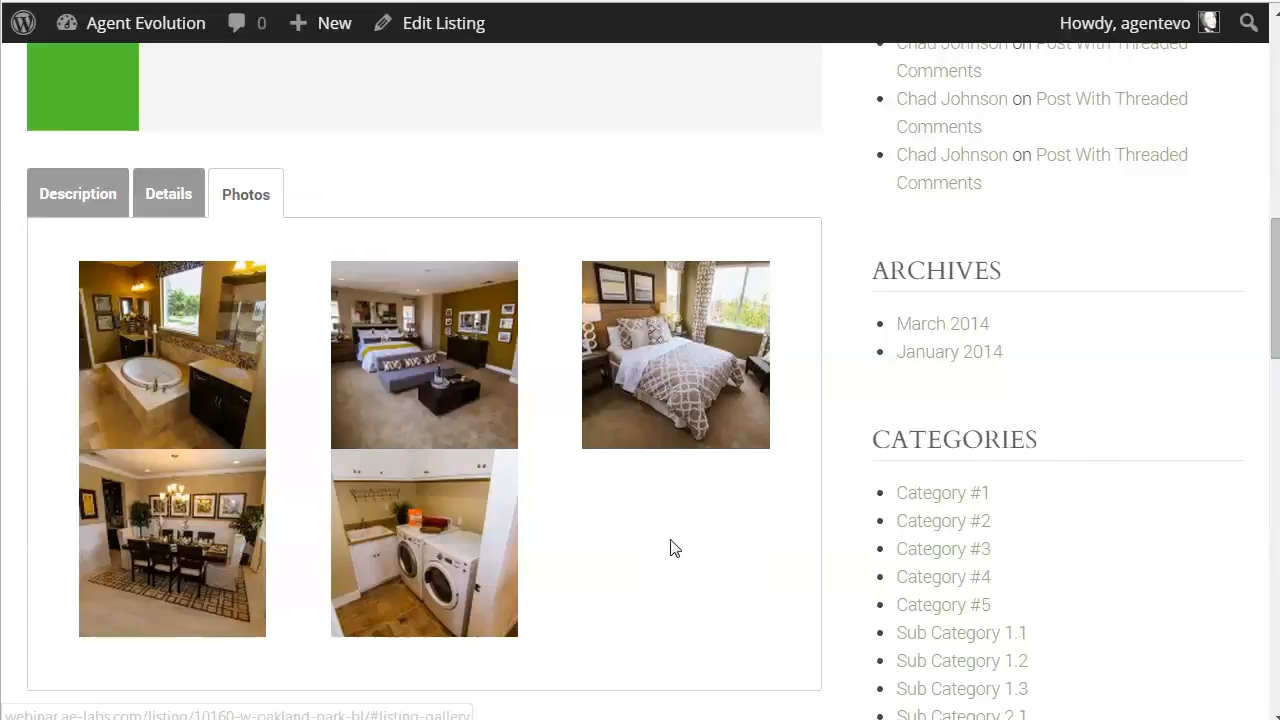 Agent Evolution 0 New Edit Listing Howdy, agentevo
Chad Johnson on Post With Threaded
Comments
Chad Johnson on Post With Threaded
Comments
Chad Johnson on Post With Threaded
Comments
Description Details Photos
ARCHIVES
March 2014
January 2014
CATEGORIES
Category #1
Category #2
Category #3
Category #4
Category #5
Sub Category 1.1
Sub Category 1.2
Sub Category 1.3
Sub Category 2.1
webinar.ae-labs.com/listing/10160-w-oakland-park-bl/#listing-gallery